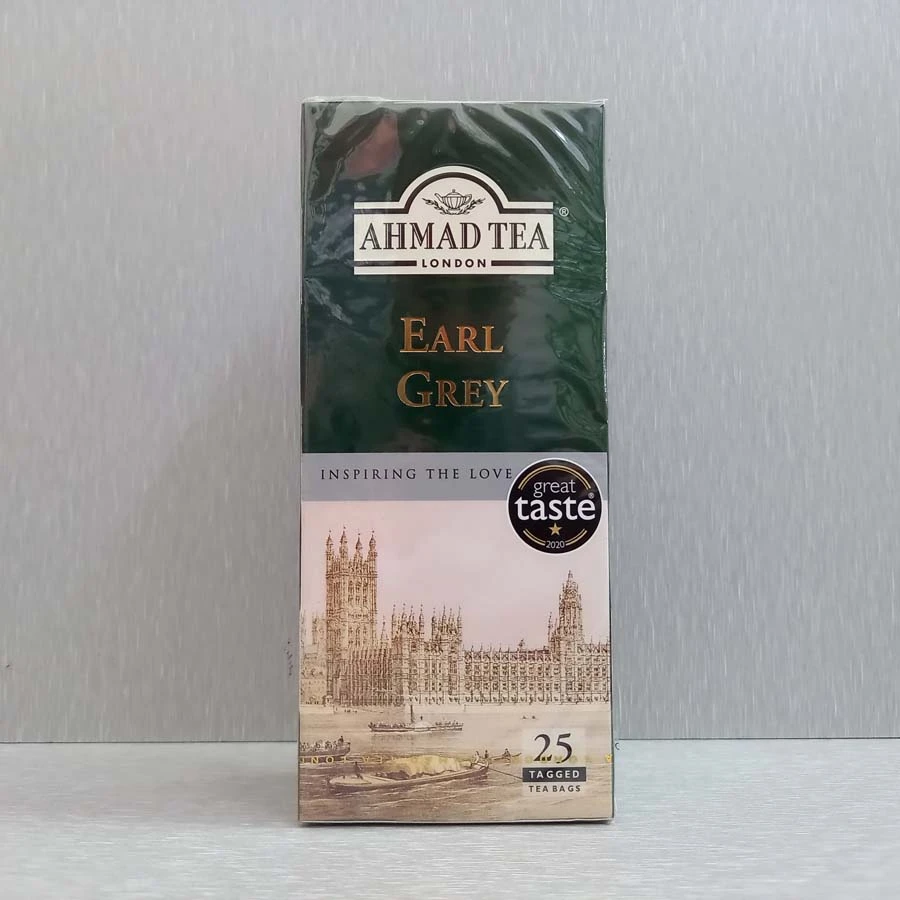 AHMAD TEA
®
LONDON
EARL
GREY
INSPIRING THE LOVE
great
taste®
2020
25
TAGGED
TEA BAGS